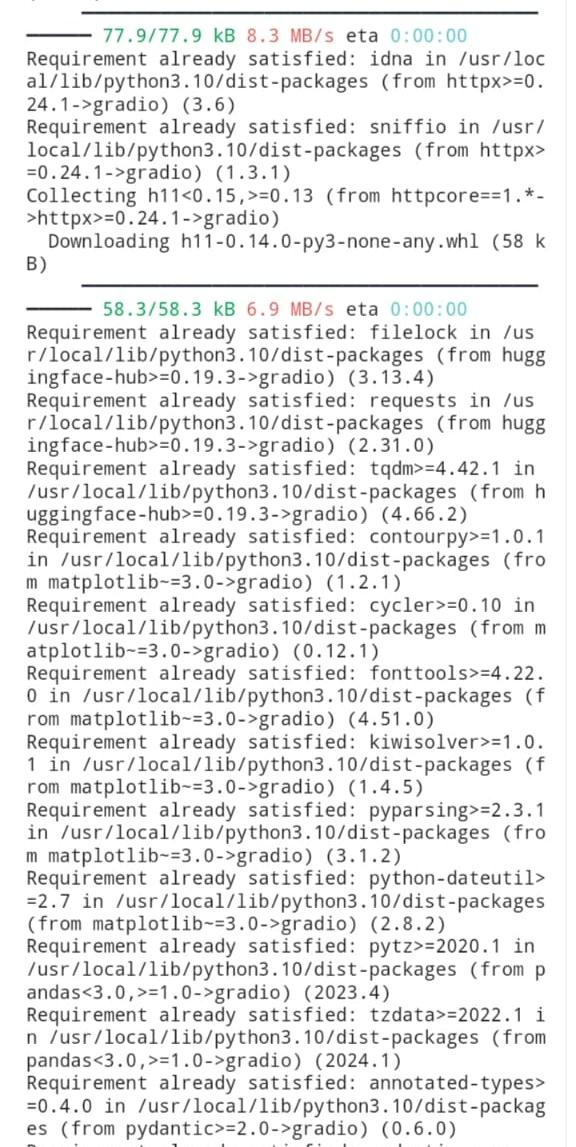 77.9/77.9 kB 8.3 MB/s eta 0:00:00
Requirement already satisfied: idna in /usr/loc
al/lib/python3.10/dist-packages (from httpx>=0.
24.1->gradio) (3.6)
Requirement already satisfied: sniffio in /usr/
local/lib/python3.10/dist-packages (from httpx>
=0.24.1->gradio) (1.3.1)
Collecting h11<0.15,>=0.13 (from httpcore==1.*-
>httpx>=0.24.1->gradio)
  Downloading h11-0.14.0-py3-none-any.whl (58 k
B)
58.3/58.3 kB 6.9 MB/s eta 0:00:00
Requirement already satisfied: filelock in /us
r/local/lib/python3.10/dist-packages (from hugg
ingface-hub>=0.19.3->gradio) (3.13.4)
Requirement already satisfied: requests in /us
r/local/lib/python3.10/dist-packages (from hugg
ingface-hub>=0.19.3->gradio) (2.31.0)
Requirement already satisfied: tqdm>=4.42.1 in
/usr/local/lib/python3.10/dist-packages (from h
uggingface-hub>=0.19.3->gradio) (4.66.2)
Requirement already satisfied: contourpy>=1.0.1
in /usr/local/lib/python3.10/dist-packages (fro
m matplotlib~=3.0->gradio) (1.2.1)
Requirement already satisfied: cycler>=0.10 in
/usr/local/lib/python3.10/dist-packages (from m
atplotlib~=3.0->gradio) (0.12.1)
Requirement already satisfied: fonttools>=4.22.
0 in /usr/local/lib/python3.10/dist-packages (f
rom matplotlib~=3.0->gradio) (4.51.0)
Requirement already satisfied: kiwisolver>=1.0.
1 in /usr/local/lib/python3.10/dist-packages (f
rom matplotlib~=3.0->gradio) (1.4.5)
Requirement already satisfied: pyparsing>=2.3.1
in /usr/local/lib/python3.10/dist-packages (fro
m matplotlib~=3.0->gradio) (3.1.2)
Requirement already satisfied: python-dateutil>
=2.7 in /usr/local/lib/python3.10/dist-packages
(from matplotlib~=3.0->gradio) (2.8.2)
Requirement already satisfied: pytz>=2020.1 in
/usr/local/lib/python3.10/dist-packages (from p
andas<3.0,>=1.0->gradio) (2023.4)
Requirement already satisfied: tzdata>=2022.1 i
n /usr/local/lib/python3.10/dist-packages (from
pandas<3.0,>=1.0->gradio) (2024.1)
Requirement already satisfied: annotated-types>
=0.4.0 in /usr/local/lib/python3.10/dist-packag
es (from pydantic>=2.0->gradio) (0.6.0)